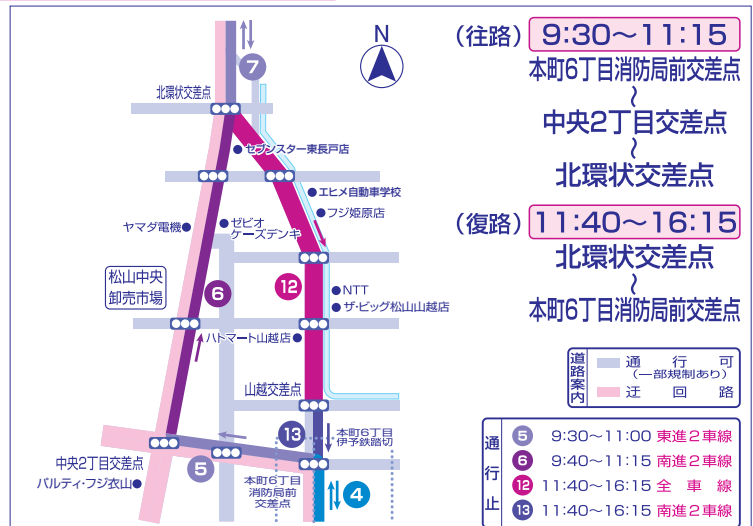 N
7
北環状交差点
セブンスター東長戸店
エヒメ自動車学校
フジ姫原店
ヤマダ電機
ゼビオ
ケーズデンキ
松山中央
卸売市場
6
12
NTT
ザ・ビッグ松山山越店
ハトマート山越店
山越交差点
13
本町6丁目
伊予鉄踏切
中央2丁目交差点
5
パルティ・フジ衣山
本町6丁目
消防局前
交差点
4
(往路) 9:30~11:15
本町6丁目消防局前交差点
~
中央2丁目交差点
~
北環状交差点
(復路) 11:40~16:15
北環状交差点
~
本町6丁目消防局前交差点
道路案内
通行可
(一部規制あり)
迂回路
通行止
5 9:30~11:00 東進2車線
6 9:40~11:15 南進2車線
12 11:40~16:15 全車線
13 11:40~16:15 南進2車線